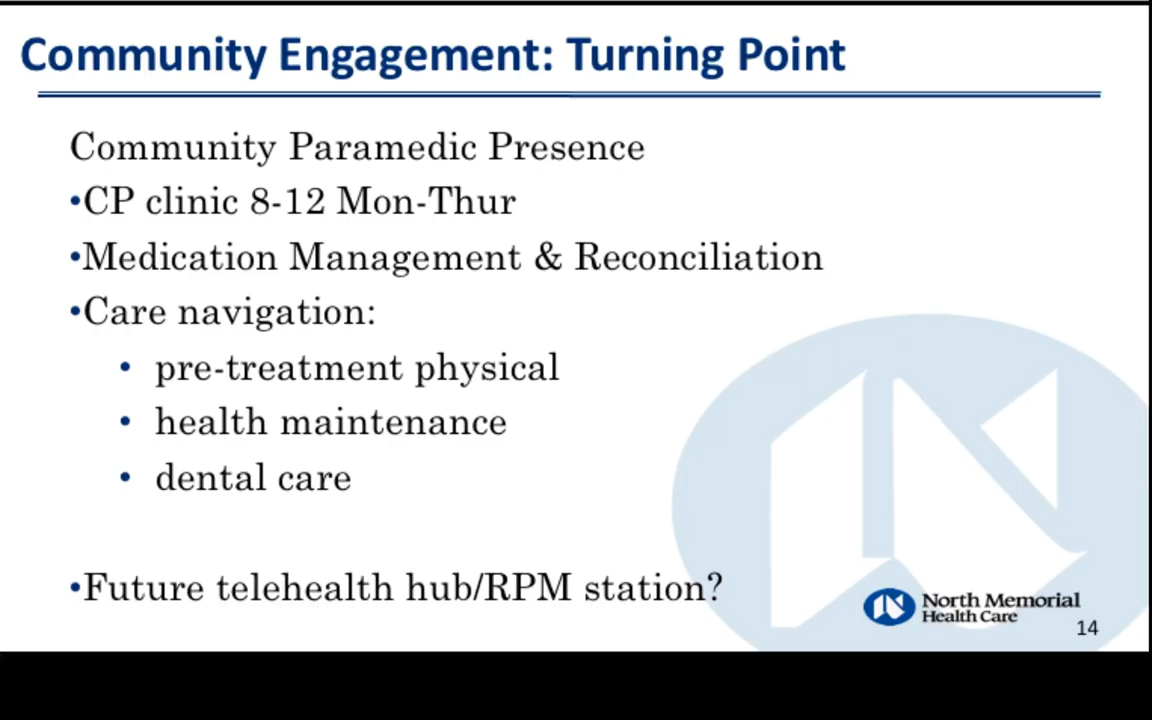 Community Engagement: Turning Point
Community Paramedic Presence
•CP clinic 8-12 Mon-Thur
•Medication Management & Reconciliation
•Care navigation:
• pre-treatment physical
• health maintenance
• dental care
•Future telehealth hub/RPM station?
North Memorial
Health Care
14